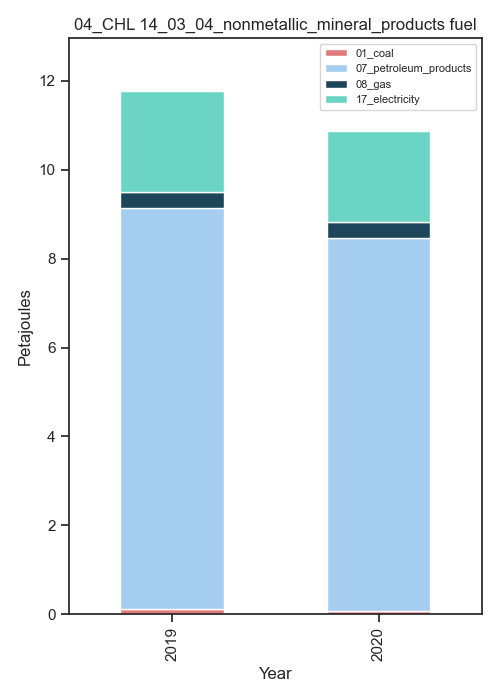 04_CHL 14_03_04_nonmetallic_mineral_products fuel
01_coal
07_petroleum_products
08_gas
17_electricity
12
10
8
6
4
2
0
Petajoules
2019
2020
Year